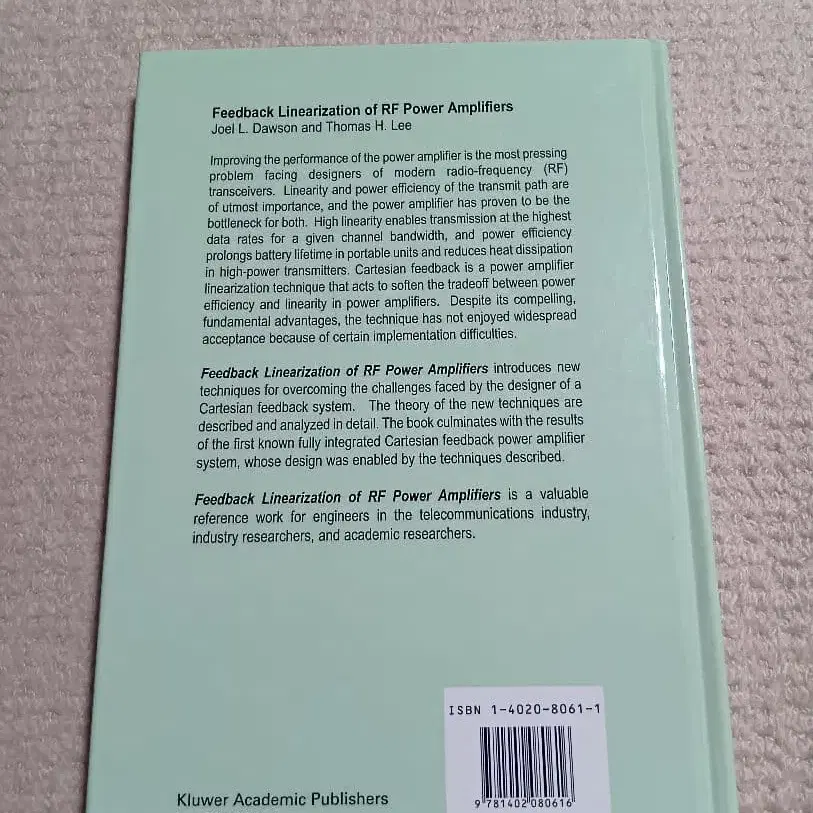 Feedback Linearization of RF Power Amplifiers
Joel L. Dawson and Thomas H. Lee
Improving the performance of the power amplifier is the most pressing
problem facing designers of modern radio-frequency (RF)
transceivers. Linearity and power efficiency of the transmit path are
of utmost importance, and the power amplifier has proven to be the
bottleneck for both. High linearity enables transmission at the highest
data rates for a given channel bandwidth, and power efficiency
prolongs battery lifetime in portable units and reduces heat dissipation
in high-power transmitters. Cartesian feedback is a power amplifier
linearization technique that acts to soften the tradeoff between power
efficiency and linearity in power amplifiers. Despite its compelling,
fundamental advantages, the technique has not enjoyed widespread
acceptance because of certain implementation difficulties.
Feedback Linearization of RF Power Amplifiers introduces new
techniques for overcoming the challenges faced by the designer of a
Cartesian feedback system. The theory of the new techniques are
described and analyzed in detail. The book culminates with the results
of the first known fully integrated Cartesian feedback power amplifier
system, whose design was enabled by the techniques described.
Feedback Linearization of RF Power Amplifiers is a valuable
reference work for engineers in the telecommunications industry,
industry researchers, and academic researchers.
ISBN 1-4020-8061-1
9 781402 080616
Kluwer Academic Publishers